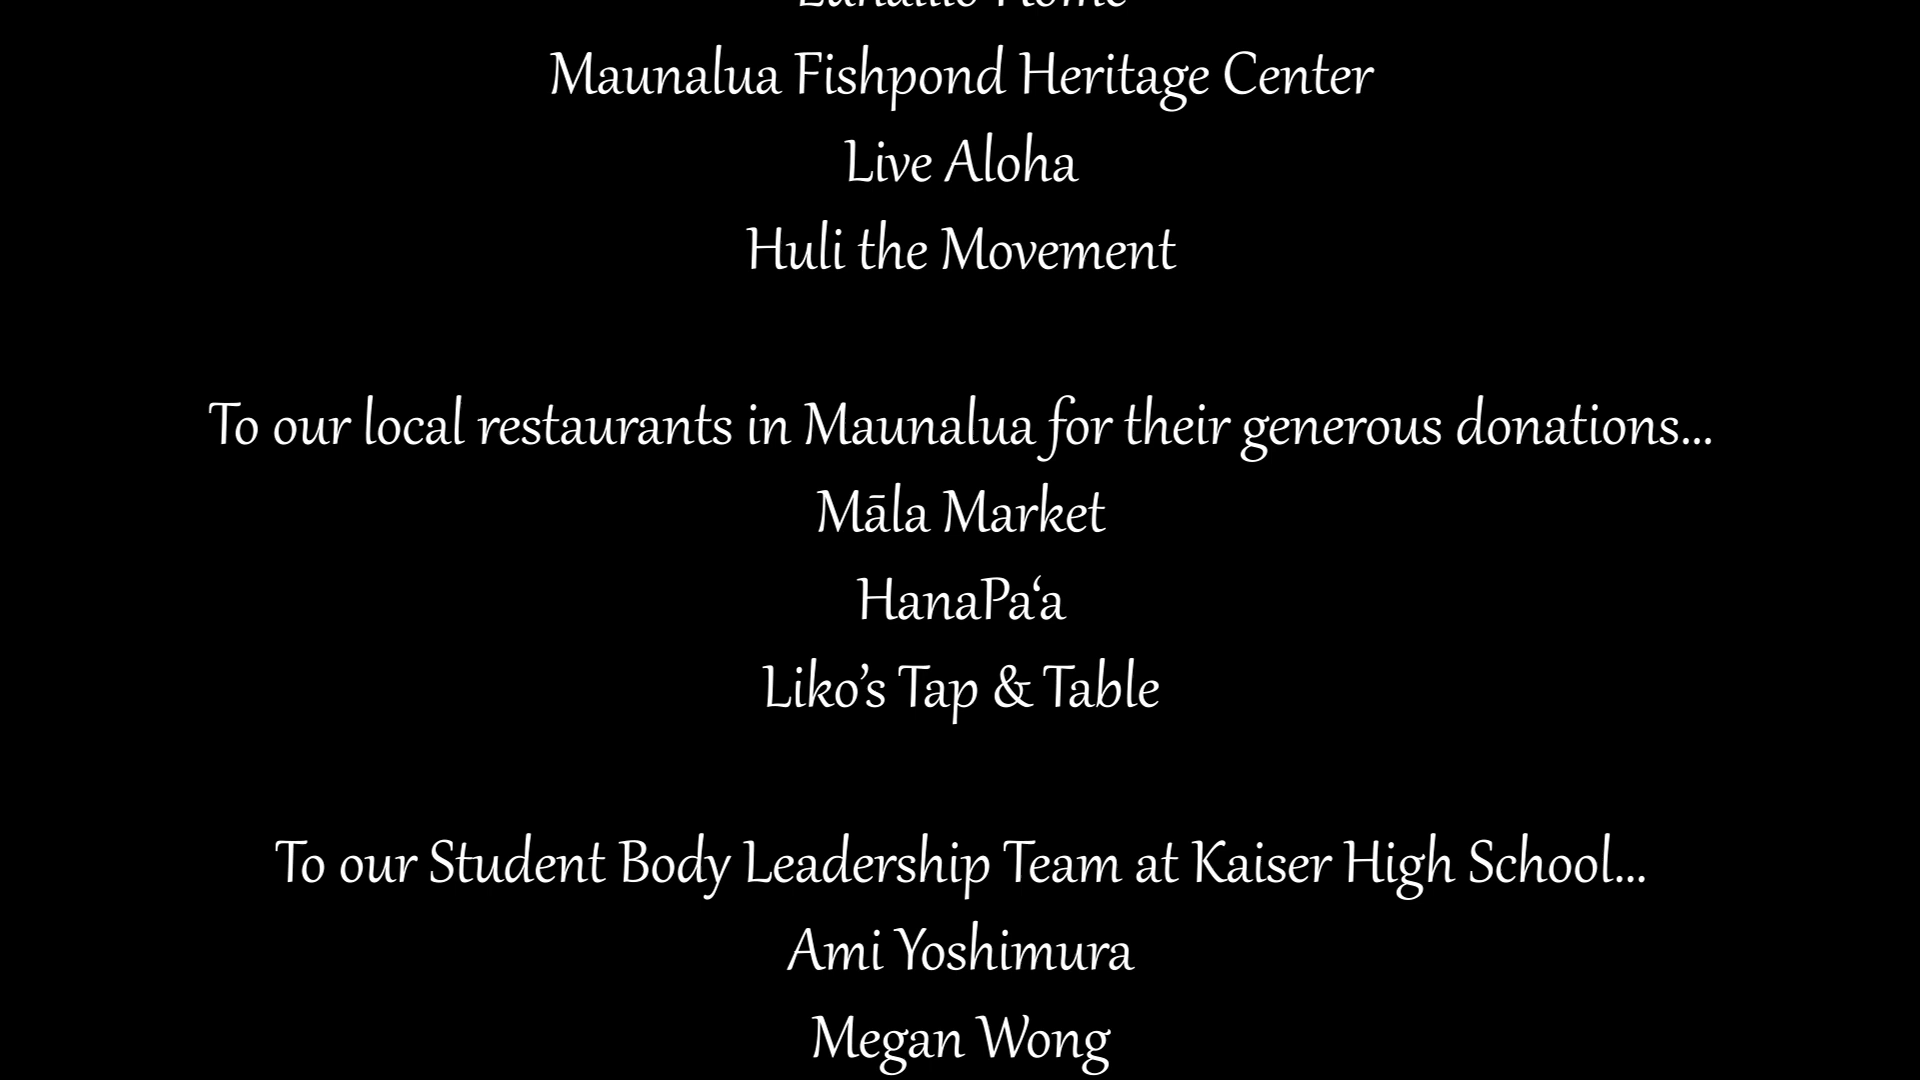 Home
Maunalua Fishpond Heritage Center
Live Aloha
Huli the Movement
To our local restaurants in Maunalua for their generous donations...
Māla Market
HanaPa‘a
Liko’s Tap & Table
To our Student Body Leadership Team at Kaiser High School...
Ami Yoshimura
Megan Wong